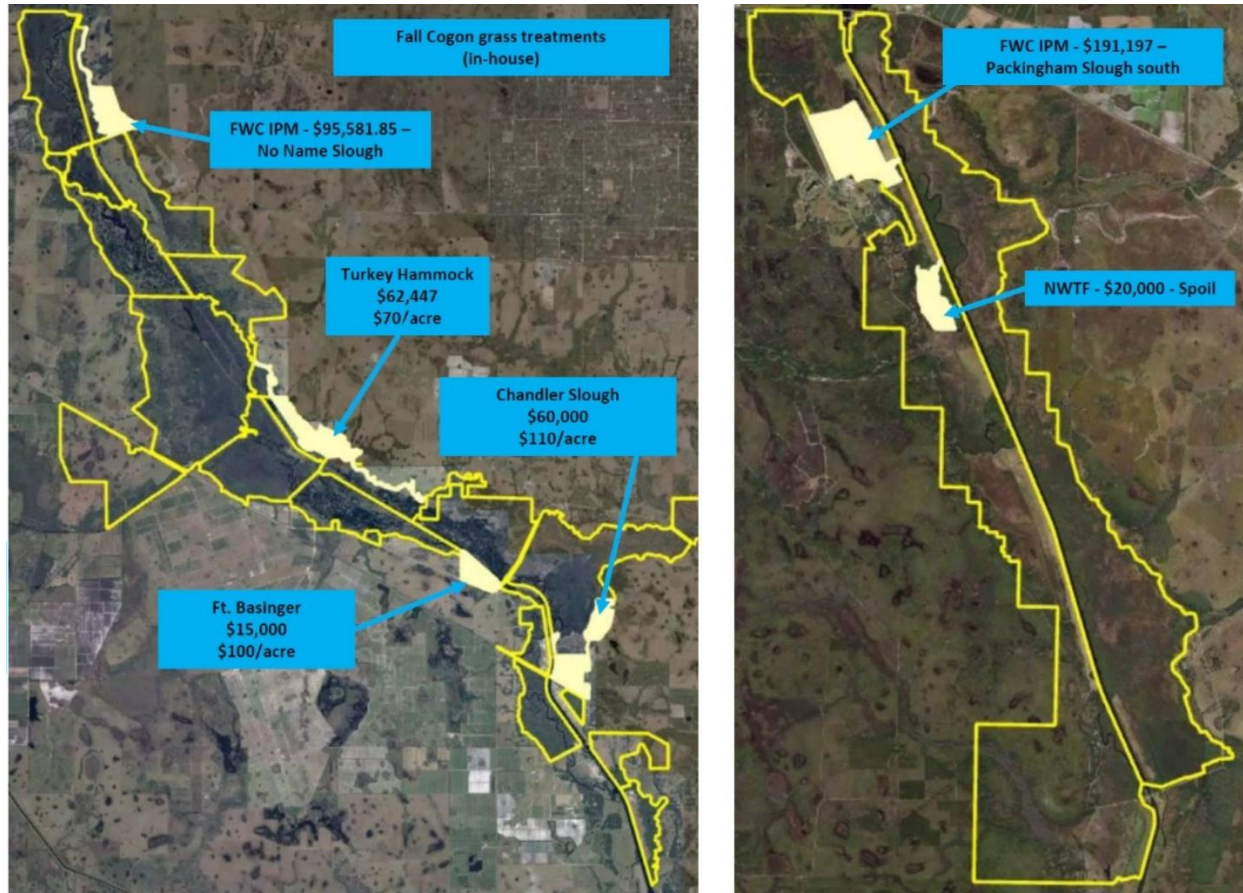 Fall Cogon grass treatments
(in-house)
FWC IPM - $95,581.85 –
No Name Slough
Turkey Hammock
$62,447
$70/acre
Chandler Slough
$60,000
$110/acre
Ft. Basinger
$15,000
$100/acre
FWC IPM - $191,197 –
Packingham Slough south
NWTF - $20,000 - Spoil